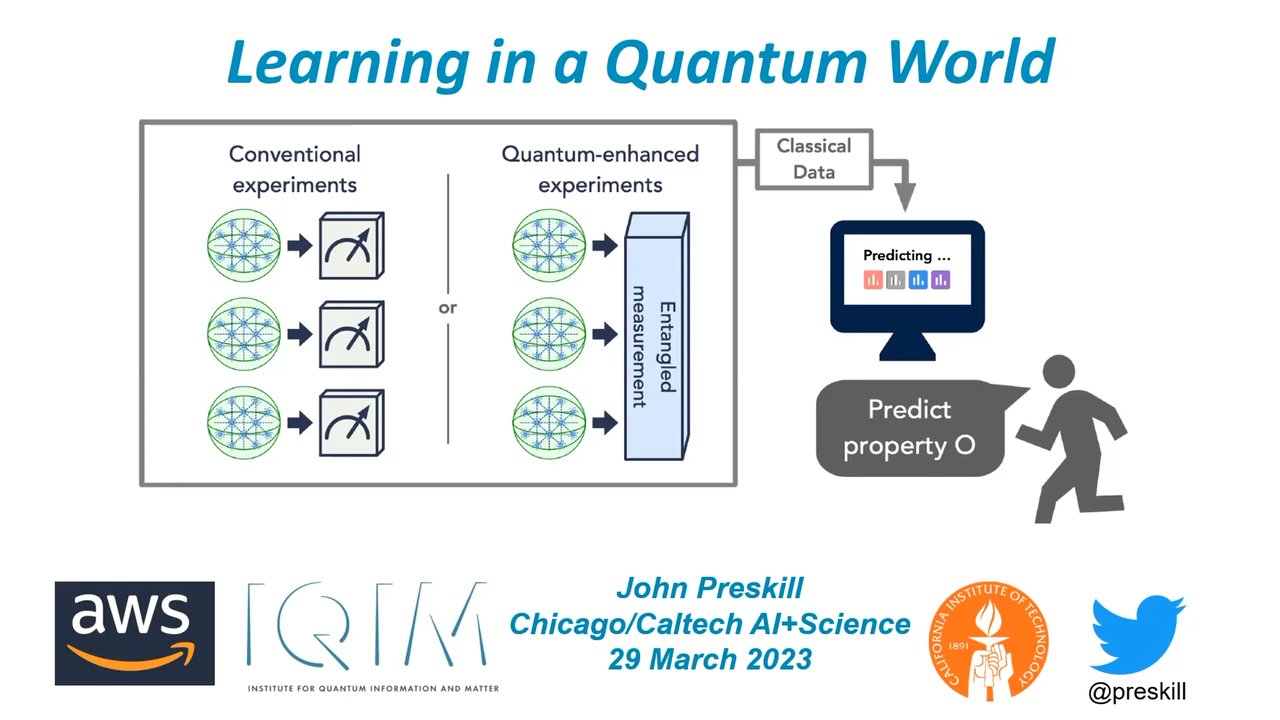 Learning in a Quantum World
Conventional
experiments
or
Quantum-enhanced
experiments
Entangled
measurement
Classical
Data
Predicting ...
Predict
property O
aws
IQIM
INSTITUTE FOR QUANTUM INFORMATION AND MATTER
John Preskill
Chicago/Caltech AI+Science
29 March 2023
CALIFORNIA INSTITUTE OF TECHNOLOGY
1891
@preskill